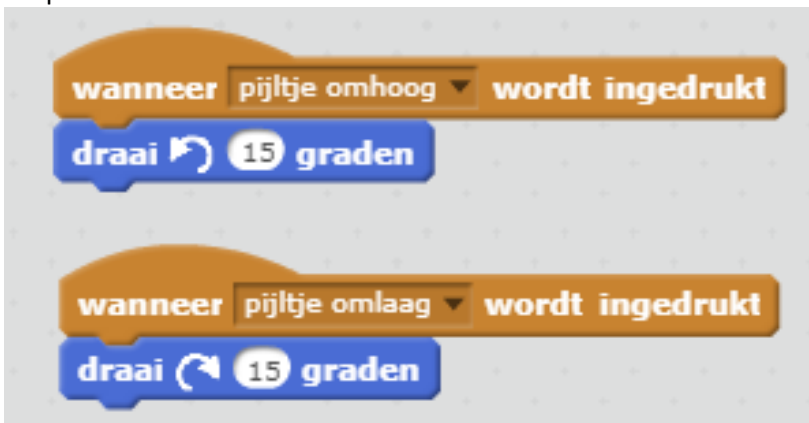 wanneer pijltje omhoog wordt ingedrukt
draai 15 graden
wanneer pijltje omlaag wordt ingedrukt
draai 15 graden